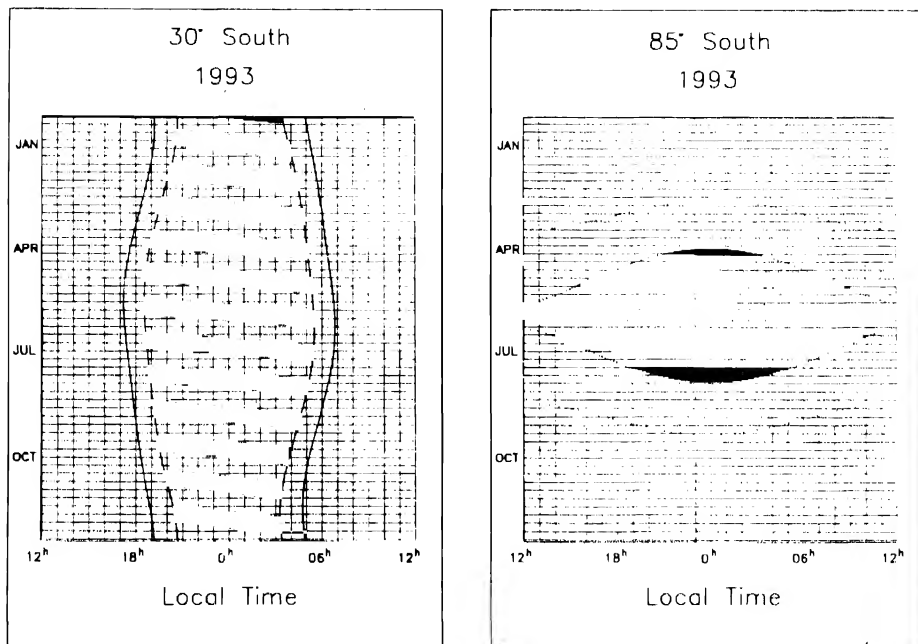 30° South
1993
JAN
APR
JUL
OCT
12ʰ 18ʰ 0ʰ 06ʰ 12ʰ
Local Time
85° South
1993
JAN
APR
JUL
OCT
12ʰ 18ʰ 0ʰ 06ʰ 12ʰ
Local Time